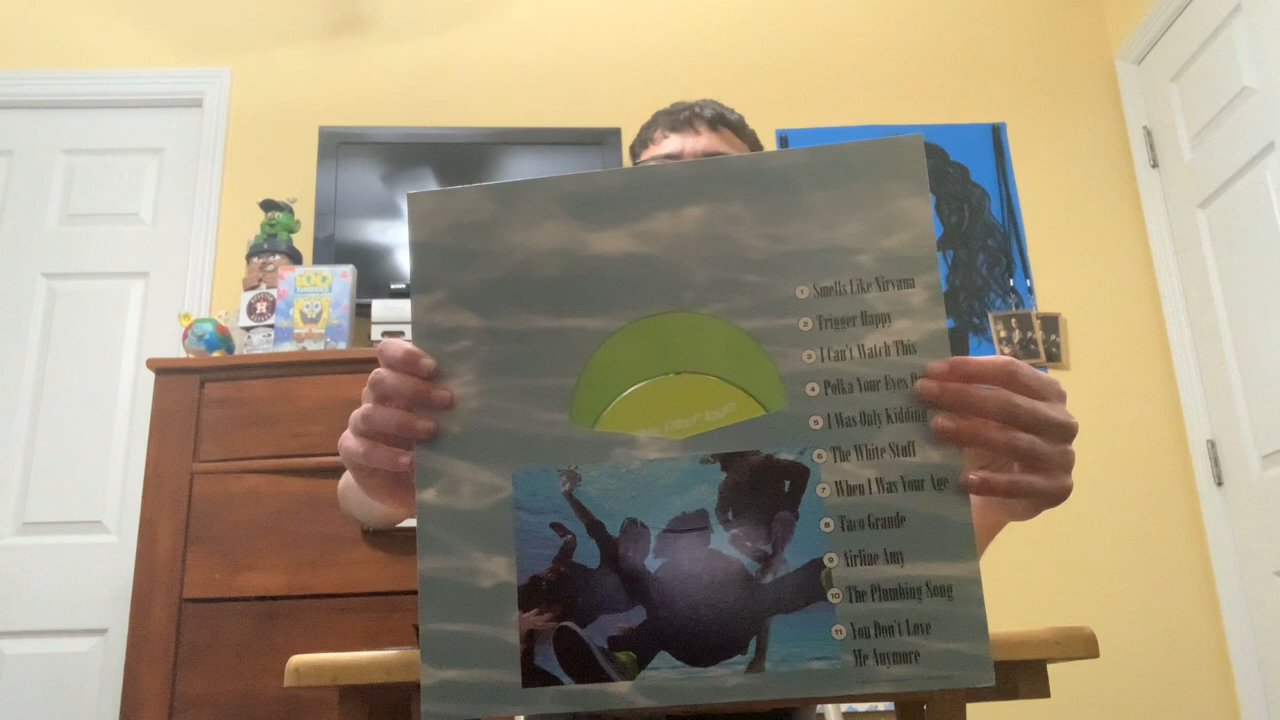 1 Smells Like Nirvana
2 Trigger Happy
3 I Can't Watch This
4 Polka Your Eyes
5 I Was Only Kidding
6 The White Stuff
7 When I Was Your Age
8 Taco Grande
9 Airline Amy
10 The Plumbing Song
11 You Don't Love
Me Anymore
H
SONY